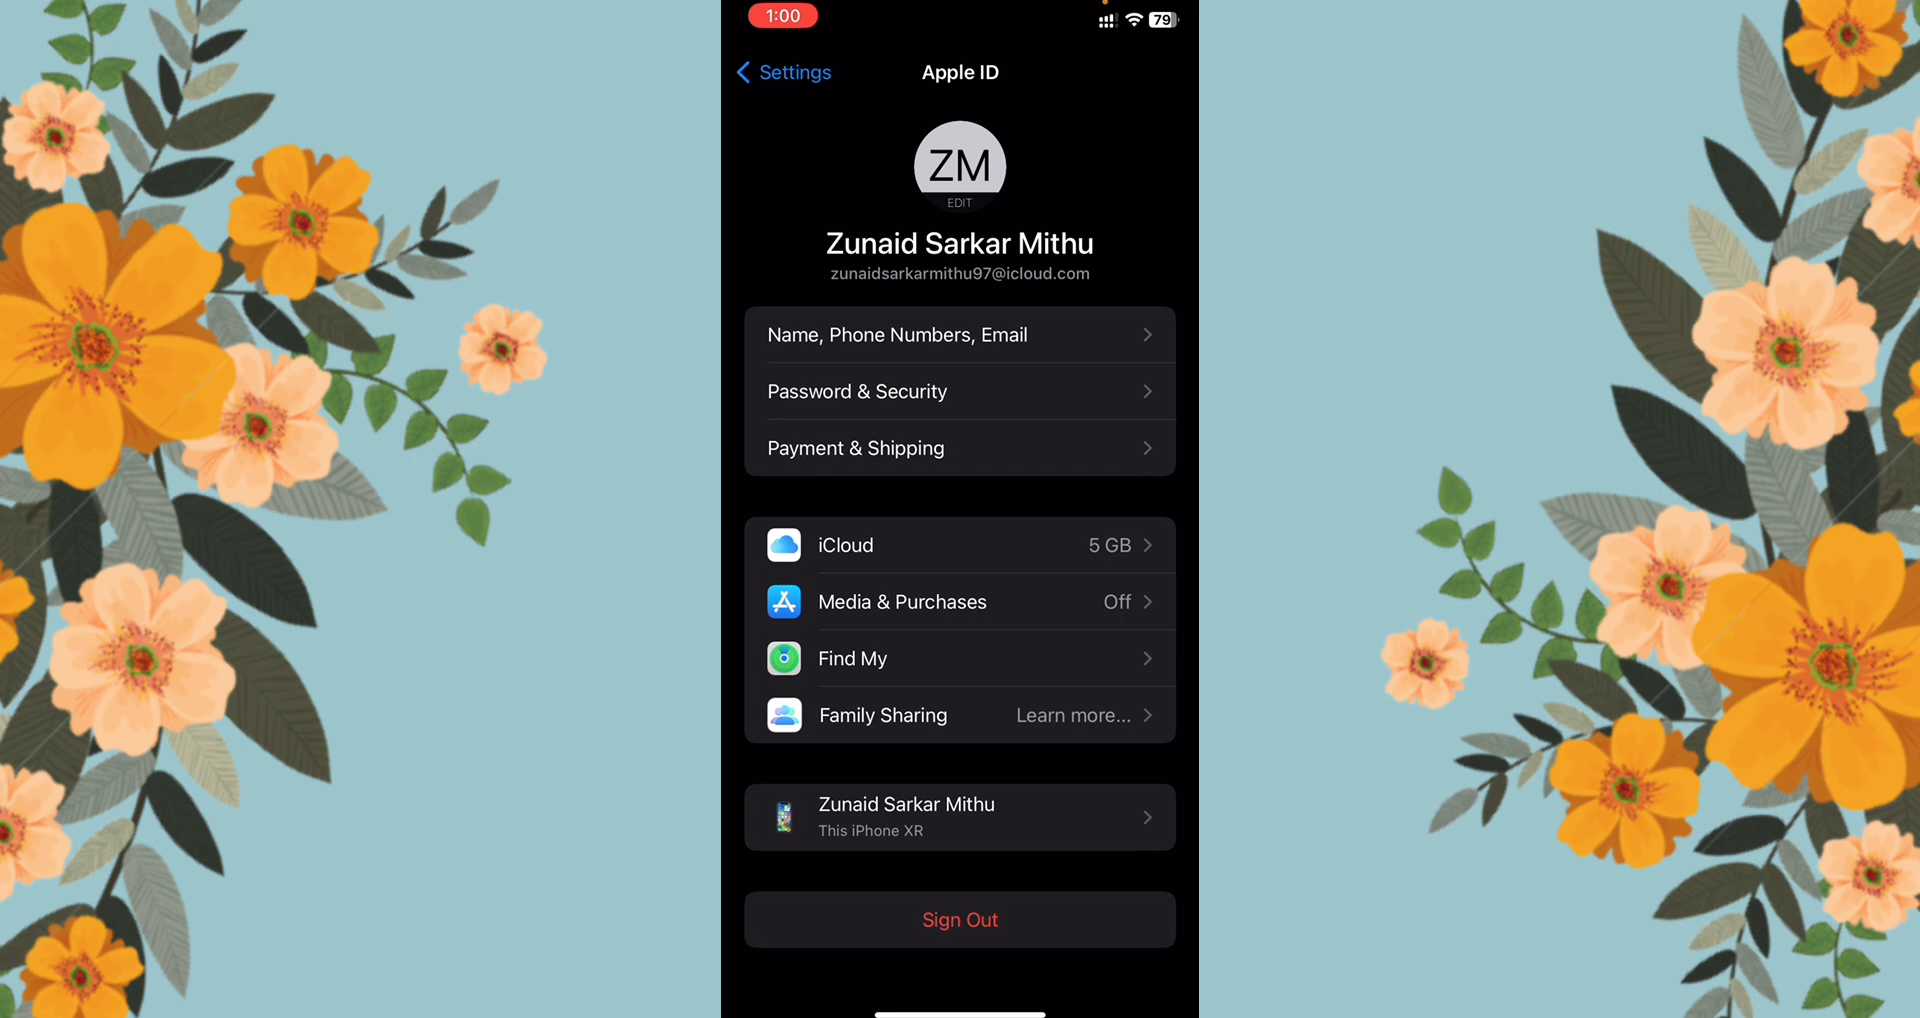 1:00
79
Settings
Apple ID
ZM
EDIT
Zunaid Sarkar Mithu
zunaidsarkarmithu97@icloud.com
Name, Phone Numbers, Email
Password & Security
Payment & Shipping
iCloud 5 GB
Media & Purchases Off
Find My
Family Sharing Learn more...
Zunaid Sarkar Mithu
This iPhone XR
Sign Out